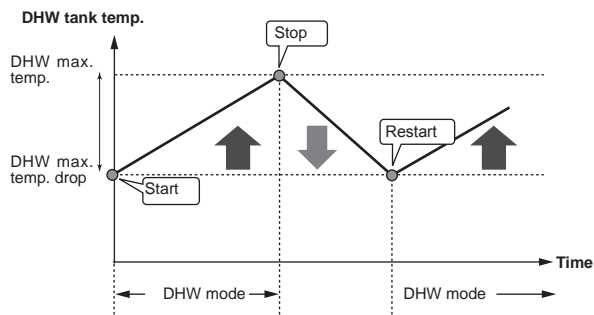 DHW tank temp.
Stop
DHW max.
temp.
Restart
DHW max.
temp. drop
Start
Time
DHW mode
DHW mode